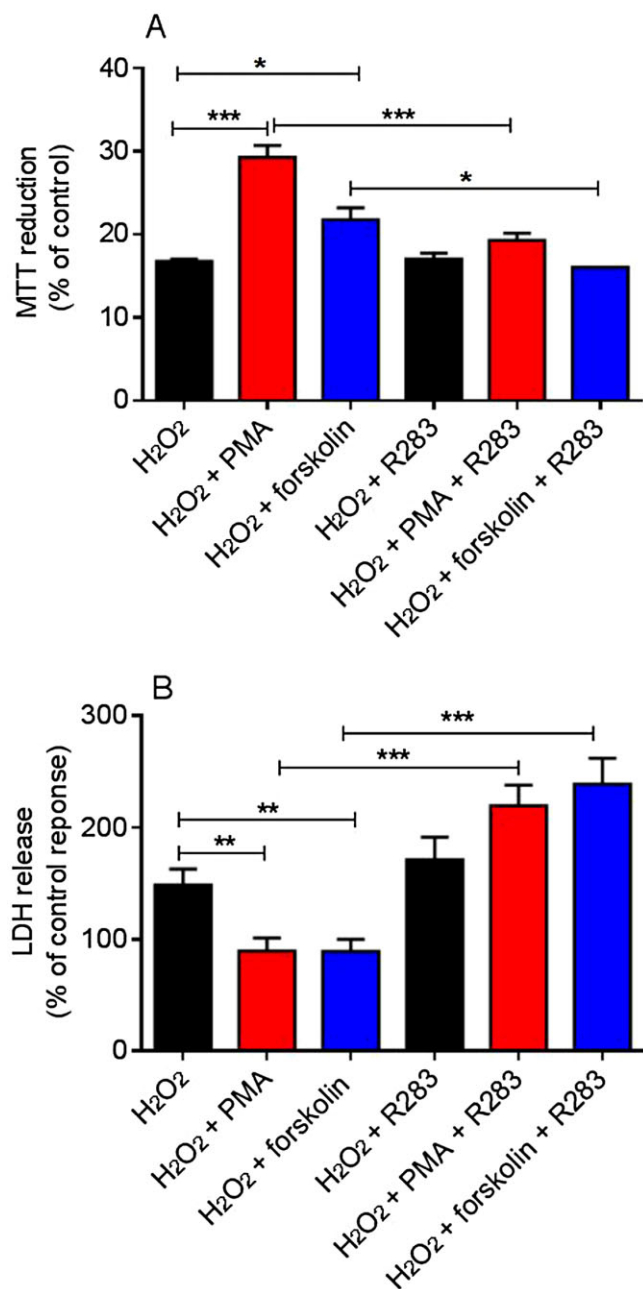 A
MTT reduction
(% of control)
40
30
20
10
0
*
***
***
*
H₂O₂
H₂O₂ + PMA
H₂O₂ + forskolin
H₂O₂ + R283
H₂O₂ + PMA + R283
H₂O₂ + forskolin + R283
B
LDH release
(% of control reponse)
300
200
100
0
***
***
**
**
H₂O₂
H₂O₂ + PMA
H₂O₂ + forskolin
H₂O₂ + R283
H₂O₂ + PMA + R283
H₂O₂ + forskolin + R283